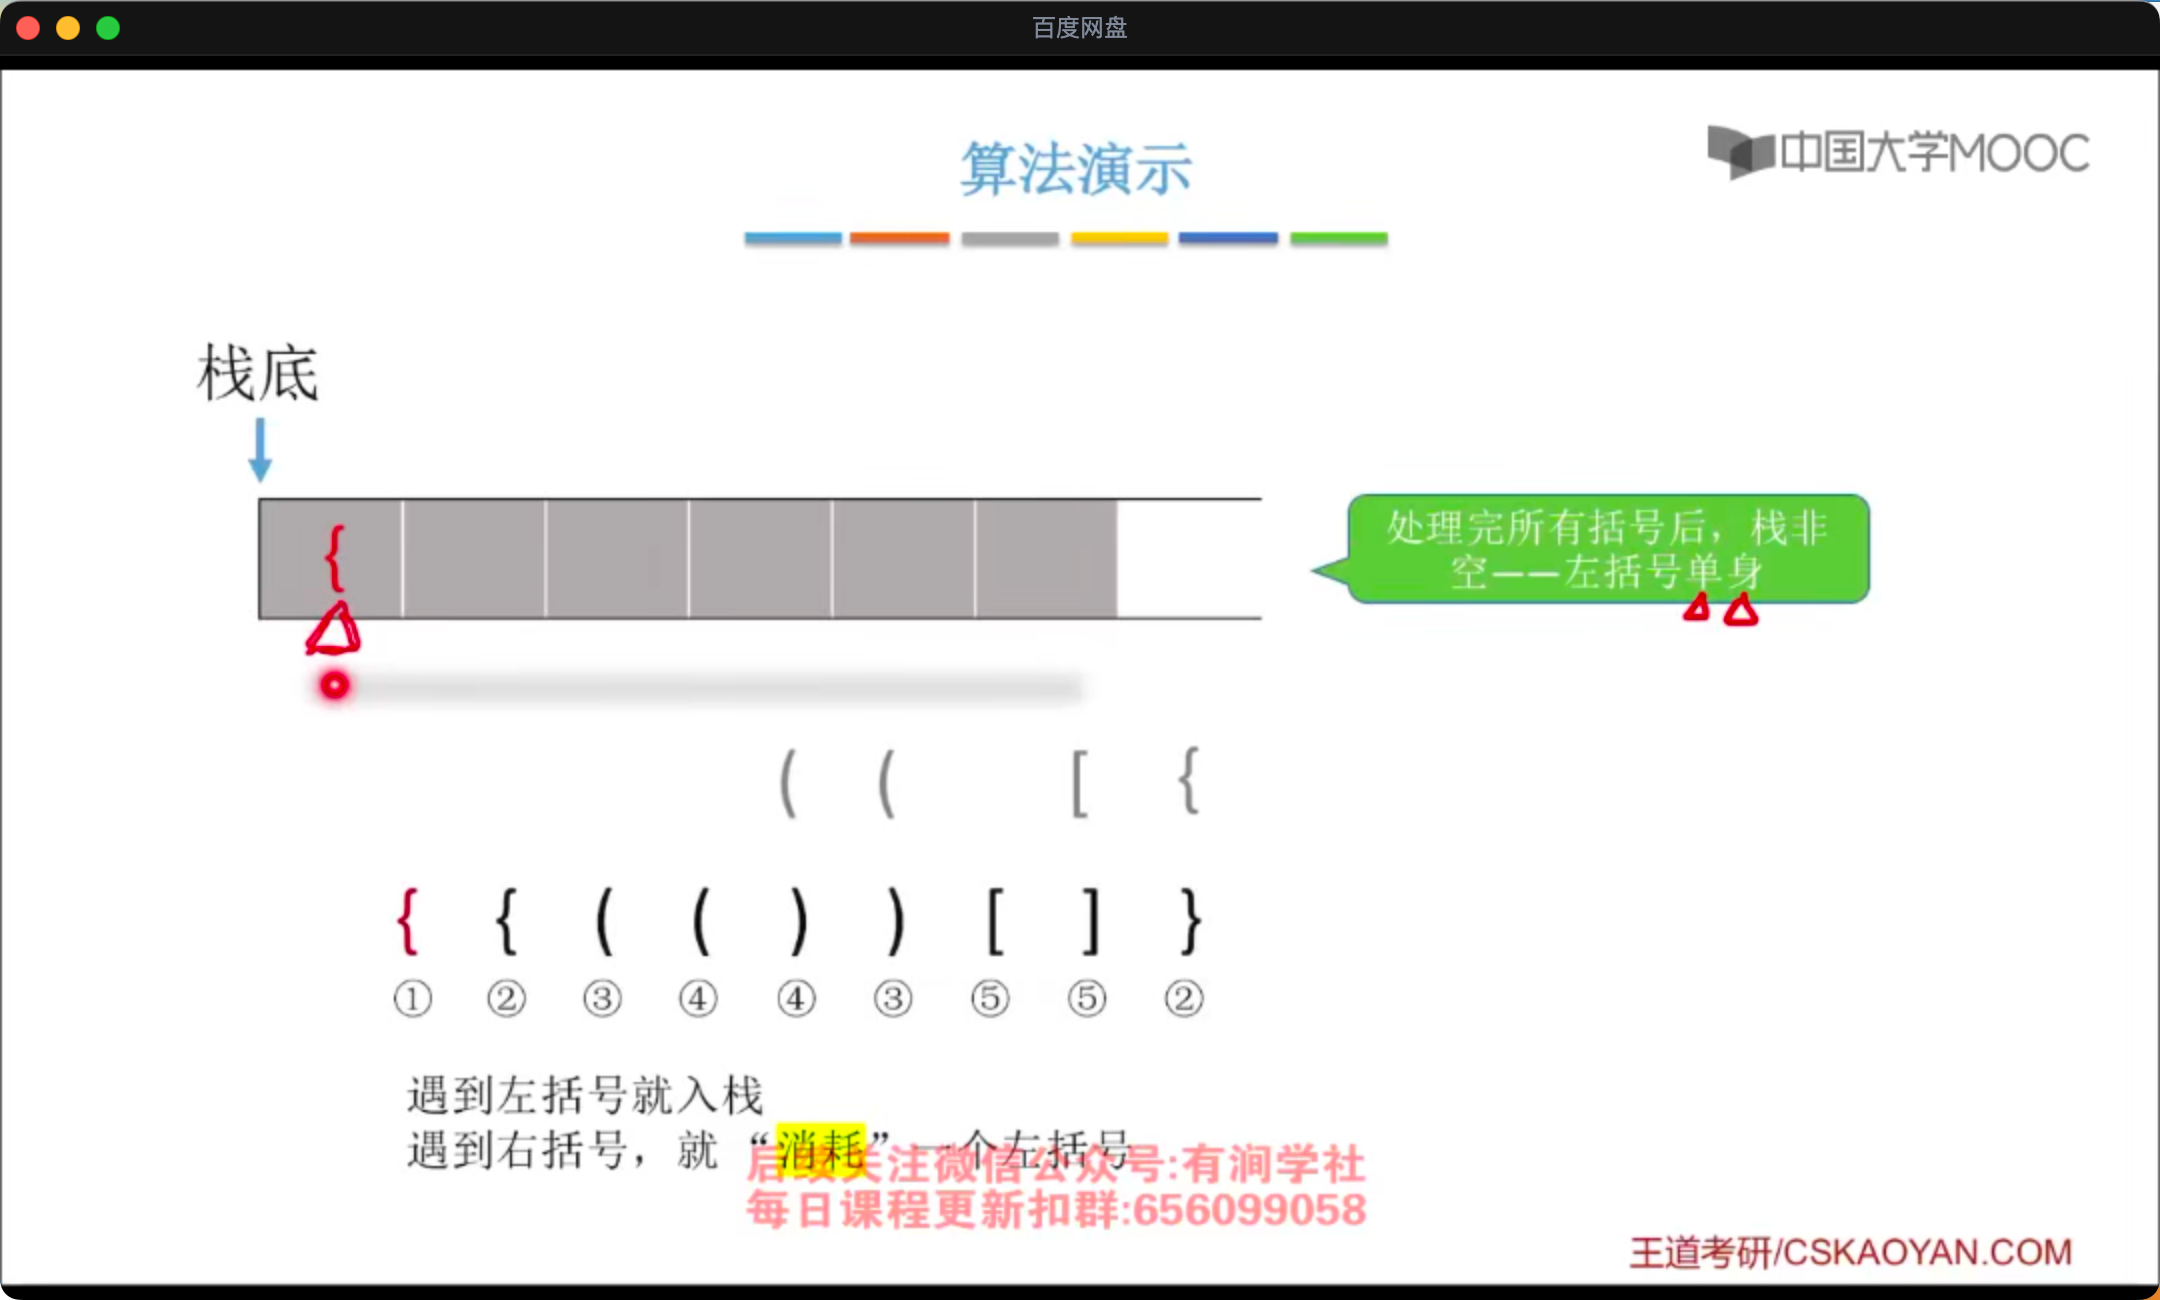 百度网盘
中国大学MOOC
算法演示
栈底
{
处理完所有括号后，栈非
空——左括号单身
( ( [ {
{ { ( ( ) ) [ ] }
① ② ③ ④ ④ ③ ⑤ ⑤ ②
遇到左括号就入栈
遇到右括号，就“消耗”一个左括号
后续关注微信公众号:有涧学社
每日课程更新扣群:656099058
王道考研/CSKAOYAN.COM